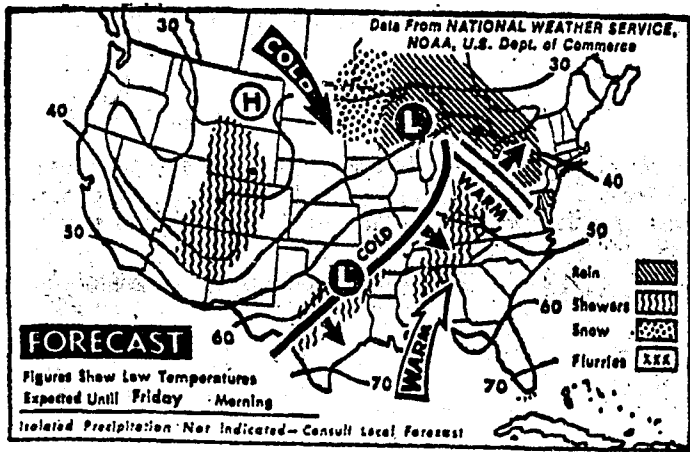 Data From NATIONAL WEATHER SERVICE,
NOAA, U.S. Dept. of Commerce
30
30
COLD
H
L
40
40
WARM
50
50
COLD
L
60
60
WARM
70
70
Rain
Showers
Snow
Flurries
FORECAST
Figures Show Low Temperatures
Expected Until Friday Morning
Isolated Precipitation Not Indicated - Consult Local Forecast